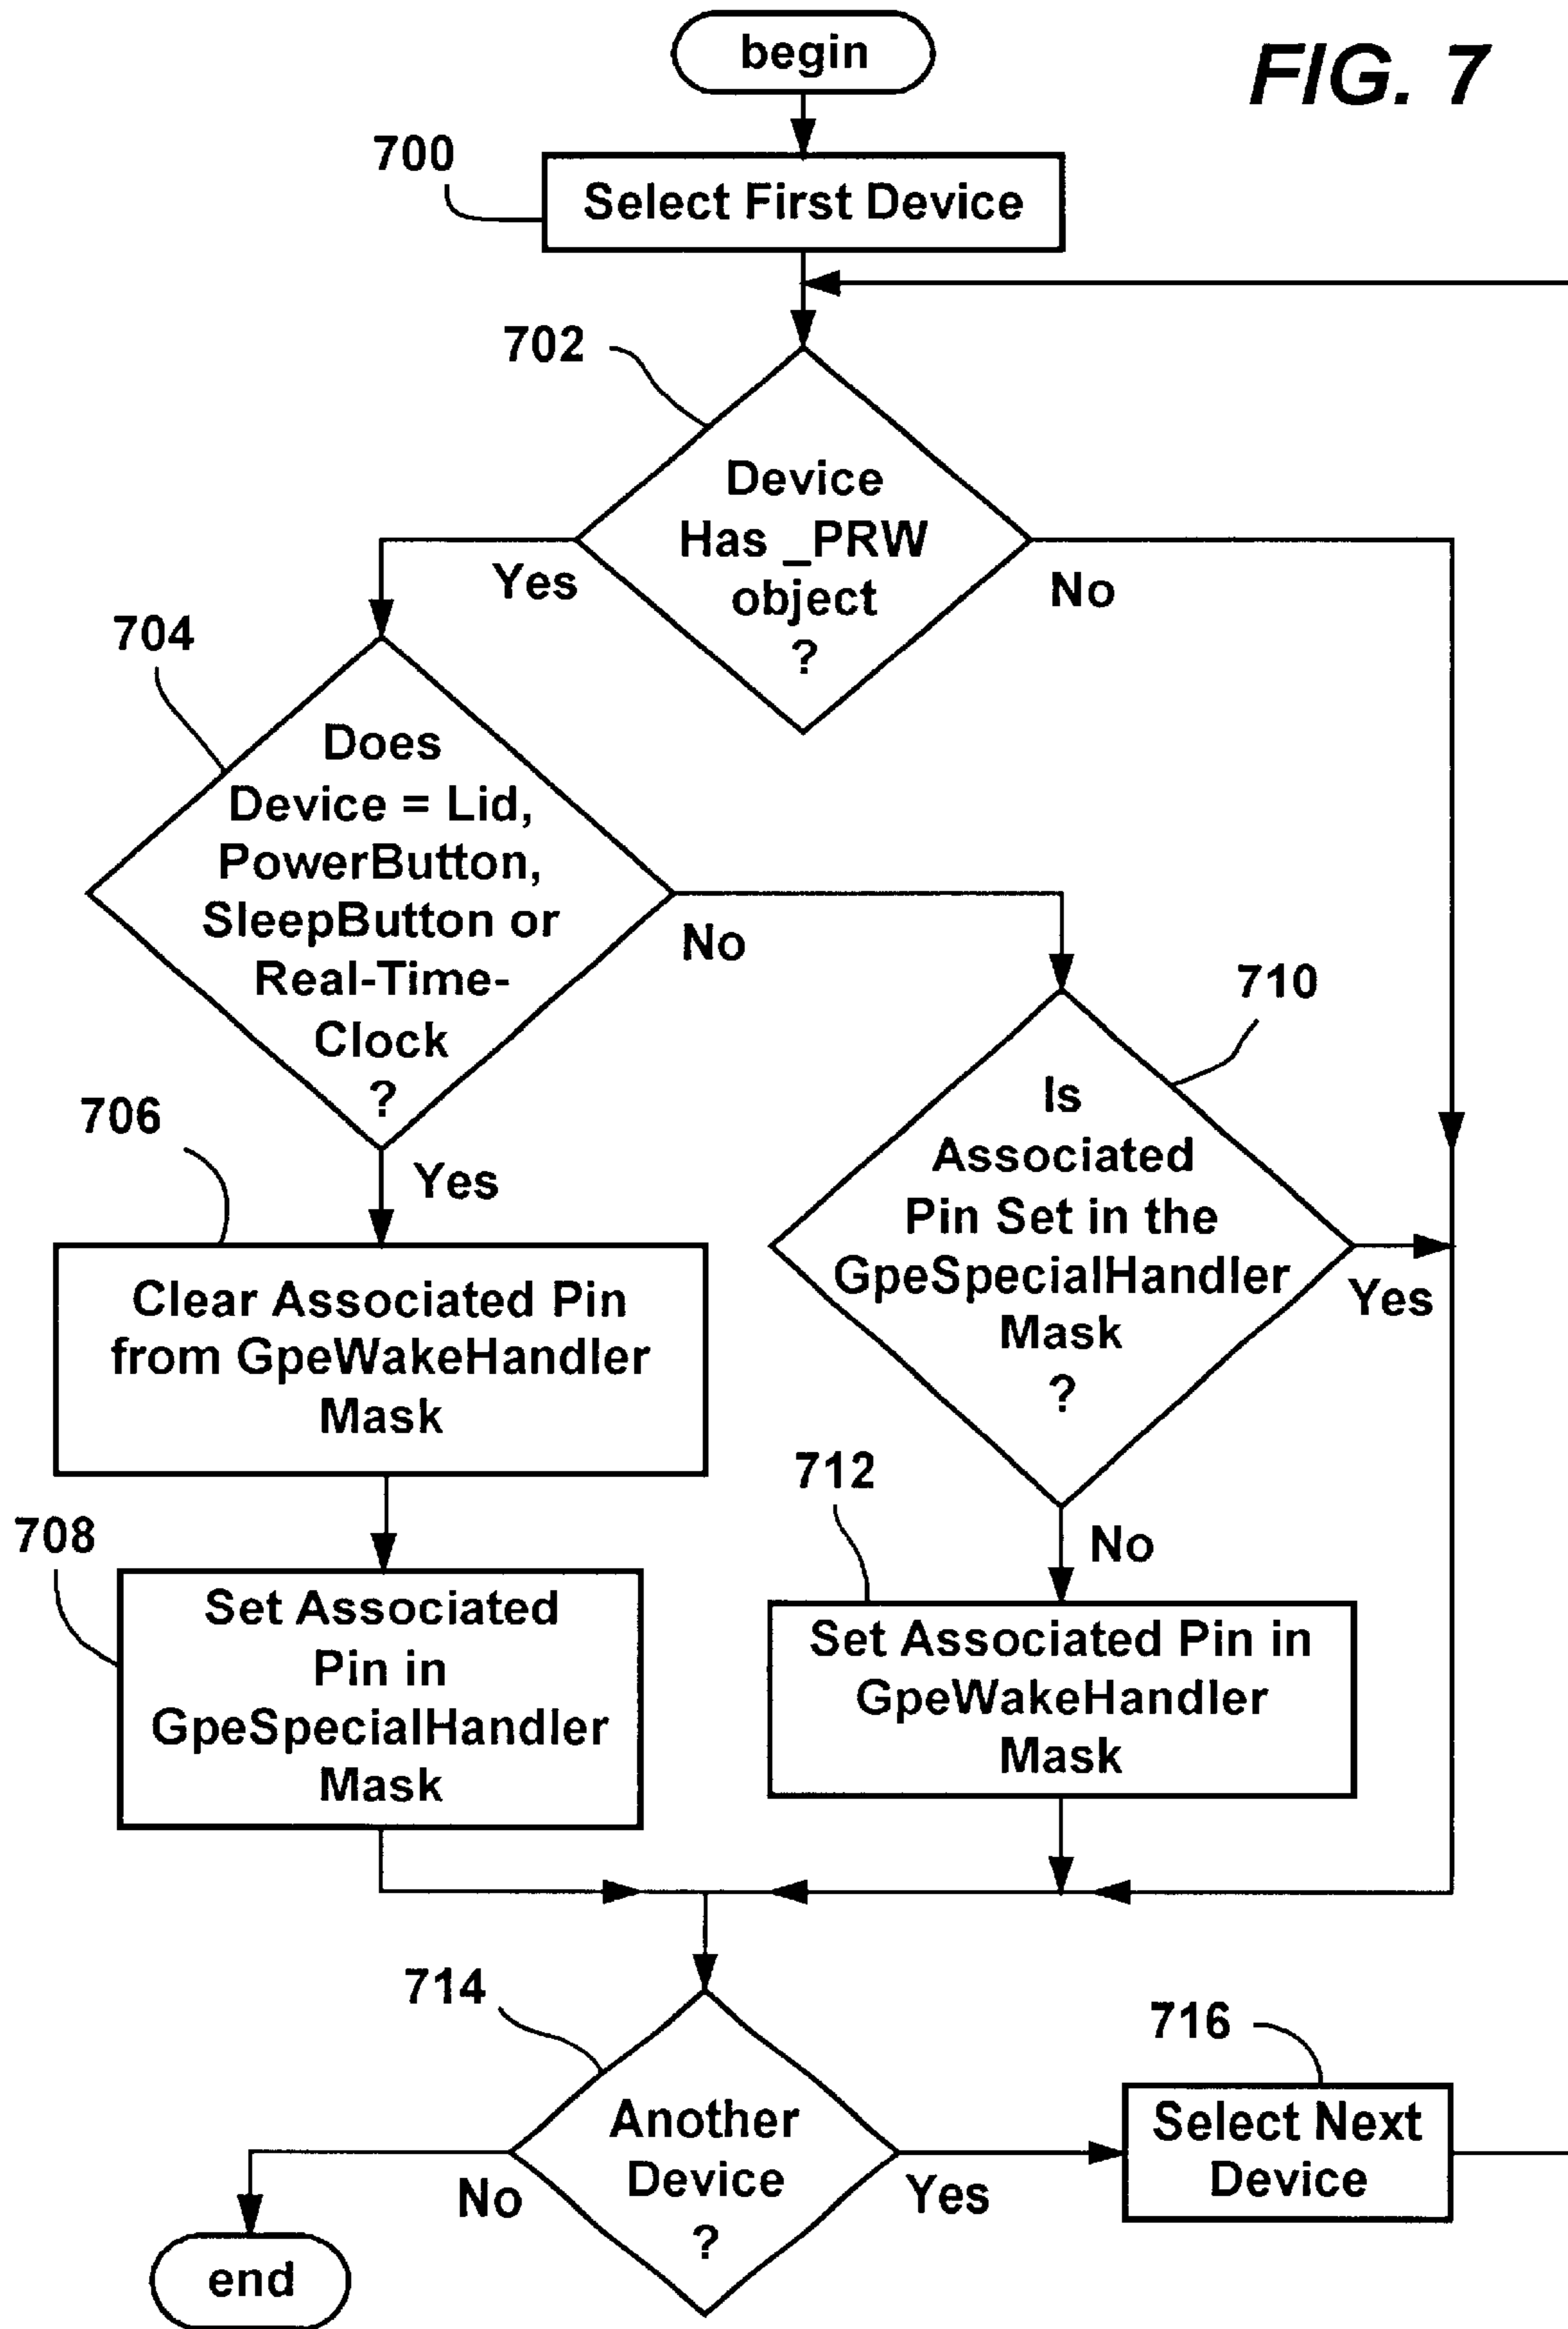 begin
FIG. 7
700
Select First Device
702
Device
Has _PRW
object
?
Yes
No
704
Does
Device = Lid,
PowerButton,
SleepButton or
Real-Time-
Clock
?
No
Yes
710
Is
Associated
Pin Set in the
GpeSpecialHandler
Mask
?
Yes
No
706
Clear Associated Pin
from GpeWakeHandler
Mask
708
Set Associated
Pin in
GpeSpecialHandler
Mask
712
Set Associated Pin in
GpeWakeHandler
Mask
714
Another
Device
?
No
Yes
716
Select Next
Device
end